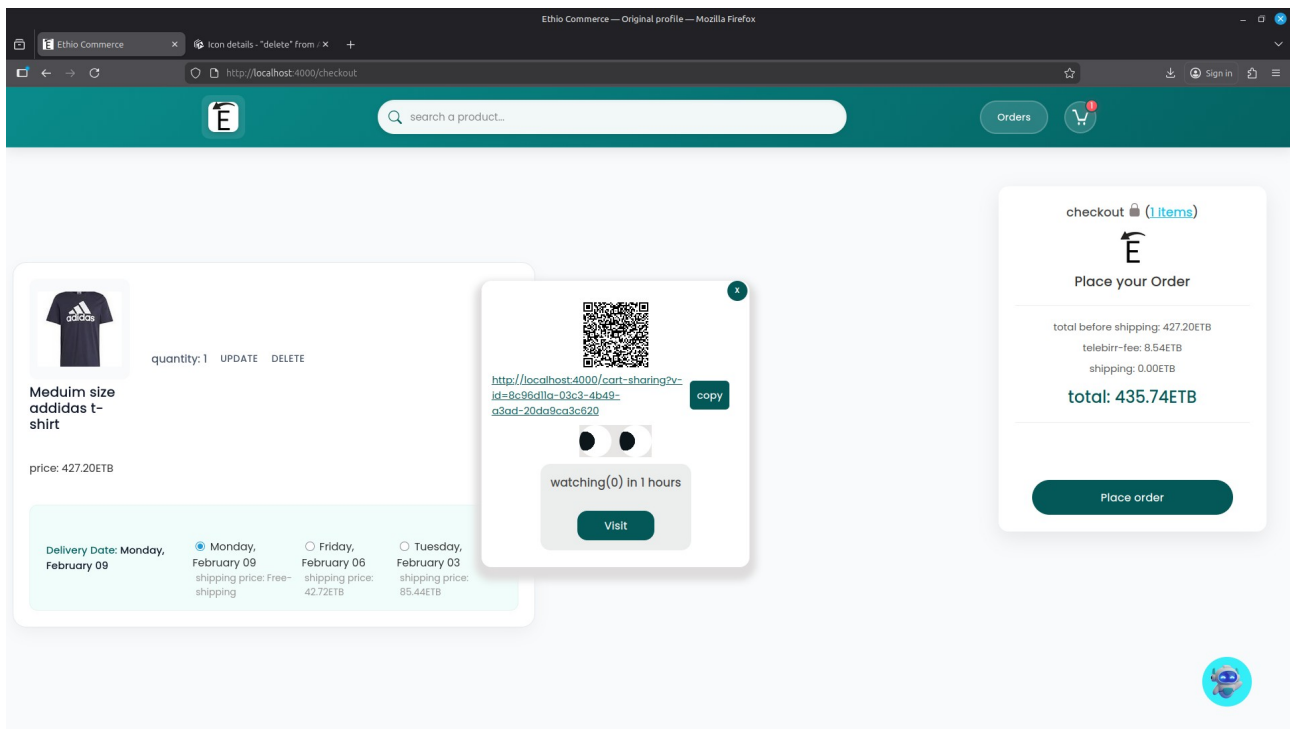 Ethio Commerce — Original profile — Mozilla Firefox
Ethio Commerce
Icon details - "delete" from
http://localhost:4000/checkout
Sign in
E
search a product...
Orders
1
adidas
quantity: 1 UPDATE DELETE
Meduim size
addidas t-
shirt
price: 427.20ETB
Delivery Date: Monday,
February 09
Monday,
February 09
shipping price: Free-
shipping
Friday,
February 06
shipping price:
42.72ETB
Tuesday,
February 03
shipping price:
85.44ETB
x
http://localhost:4000/cart-sharing?v-
id=8c96d11a-03c3-4b49-
a3ad-20da9ca3c620
copy
watching(0) in 1 hours
Visit
checkout (1 Items)
E
Place your Order
total before shipping: 427.20ETB
telebirr-fee: 8.54ETB
shipping: 0.00ETB
total: 435.74ETB
Place order